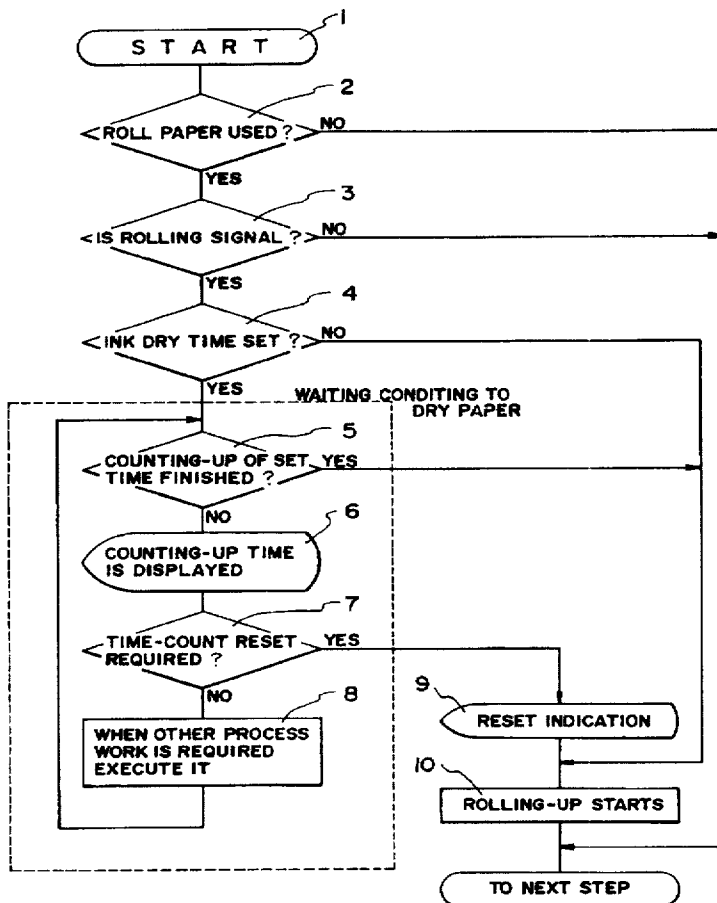 1
START
2
ROLL PAPER USED ?
NO
YES
3
IS ROLLING SIGNAL ?
NO
YES
4
INK DRY TIME SET ?
NO
YES
WAITING CONDITING TO
DRY PAPER
5
COUNTING-UP OF SET
TIME FINISHED ?
YES
NO
6
COUNTING-UP TIME
IS DISPLAYED
7
TIME-COUNT RESET
REQUIRED ?
YES
NO
8
WHEN OTHER PROCESS
WORK IS REQUIRED
EXECUTE IT
9
RESET INDICATION
10
ROLLING-UP STARTS
TO NEXT STEP